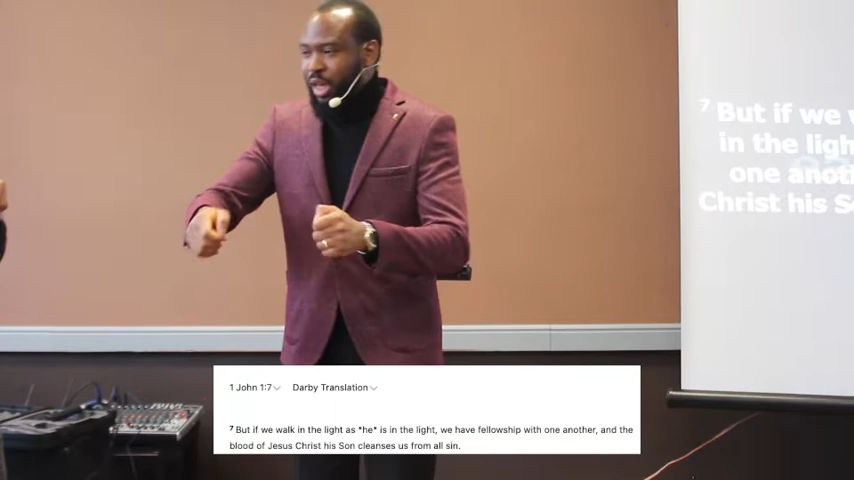 7 But if we
in the
one
Christ his
1 John 1:7 Darby Translation
7 But if we walk in the light as *he* is in the light, we have fellowship with one another, and the
blood of Jesus Christ his Son cleanses us from all sin.